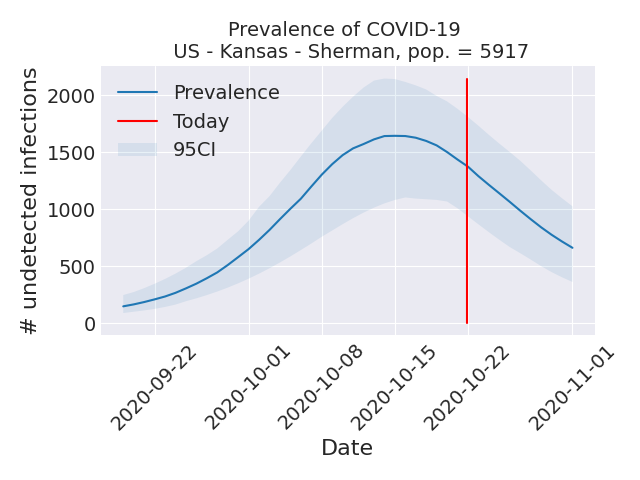 Prevalence of COVID-19
US - Kansas - Sherman, pop. = 5917
Prevalence
Today
95CI
# undetected infections
2000
1500
1000
500
0
2020-09-22
2020-10-01
2020-10-08
2020-10-15
2020-10-22
2020-11-01
Date